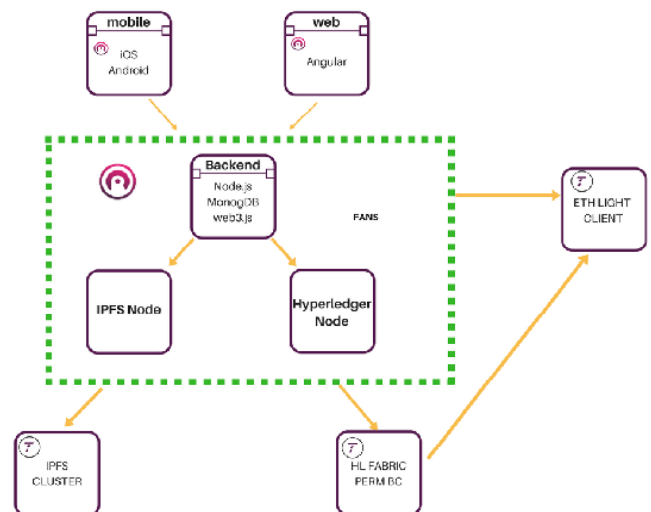 mobile
iOS
Android
web
Angular
Backend
Node.js
MonogDB
web3.js
FANS
IPFS Node
Hyperledger
Node
T
ETH LIGHT
CLIENT
T
IPFS
CLUSTER
T
HL FABRIC
PERM BC